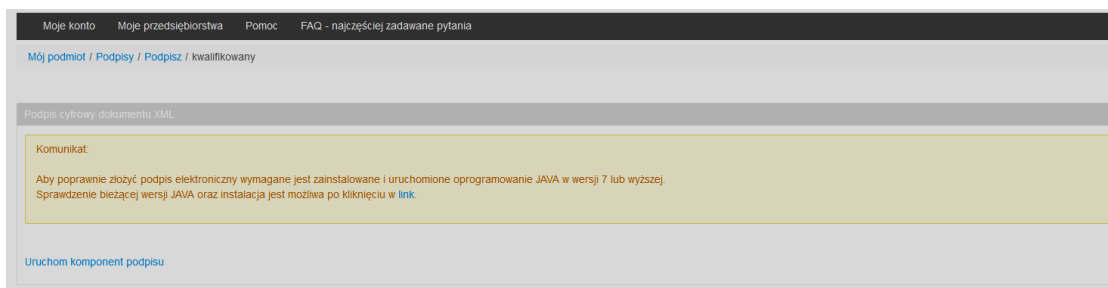 Moje konto Moje przedsiębiorstwa Pomoc FAQ - najczęściej zadawane pytania
Mój podmiot / Podpisy / Podpisz / kwalifikowany
Podpis cyfrowy dokumentu XML
Komunikat:
Aby poprawnie złożyć podpis elektroniczny wymagane jest zainstalowane i uruchomione oprogramowanie JAVA w wersji 7 lub wyższej.
Sprawdzenie bieżącej wersji JAVA oraz instalacja jest możliwa po kliknięciu w link.
Uruchom komponent podpisu